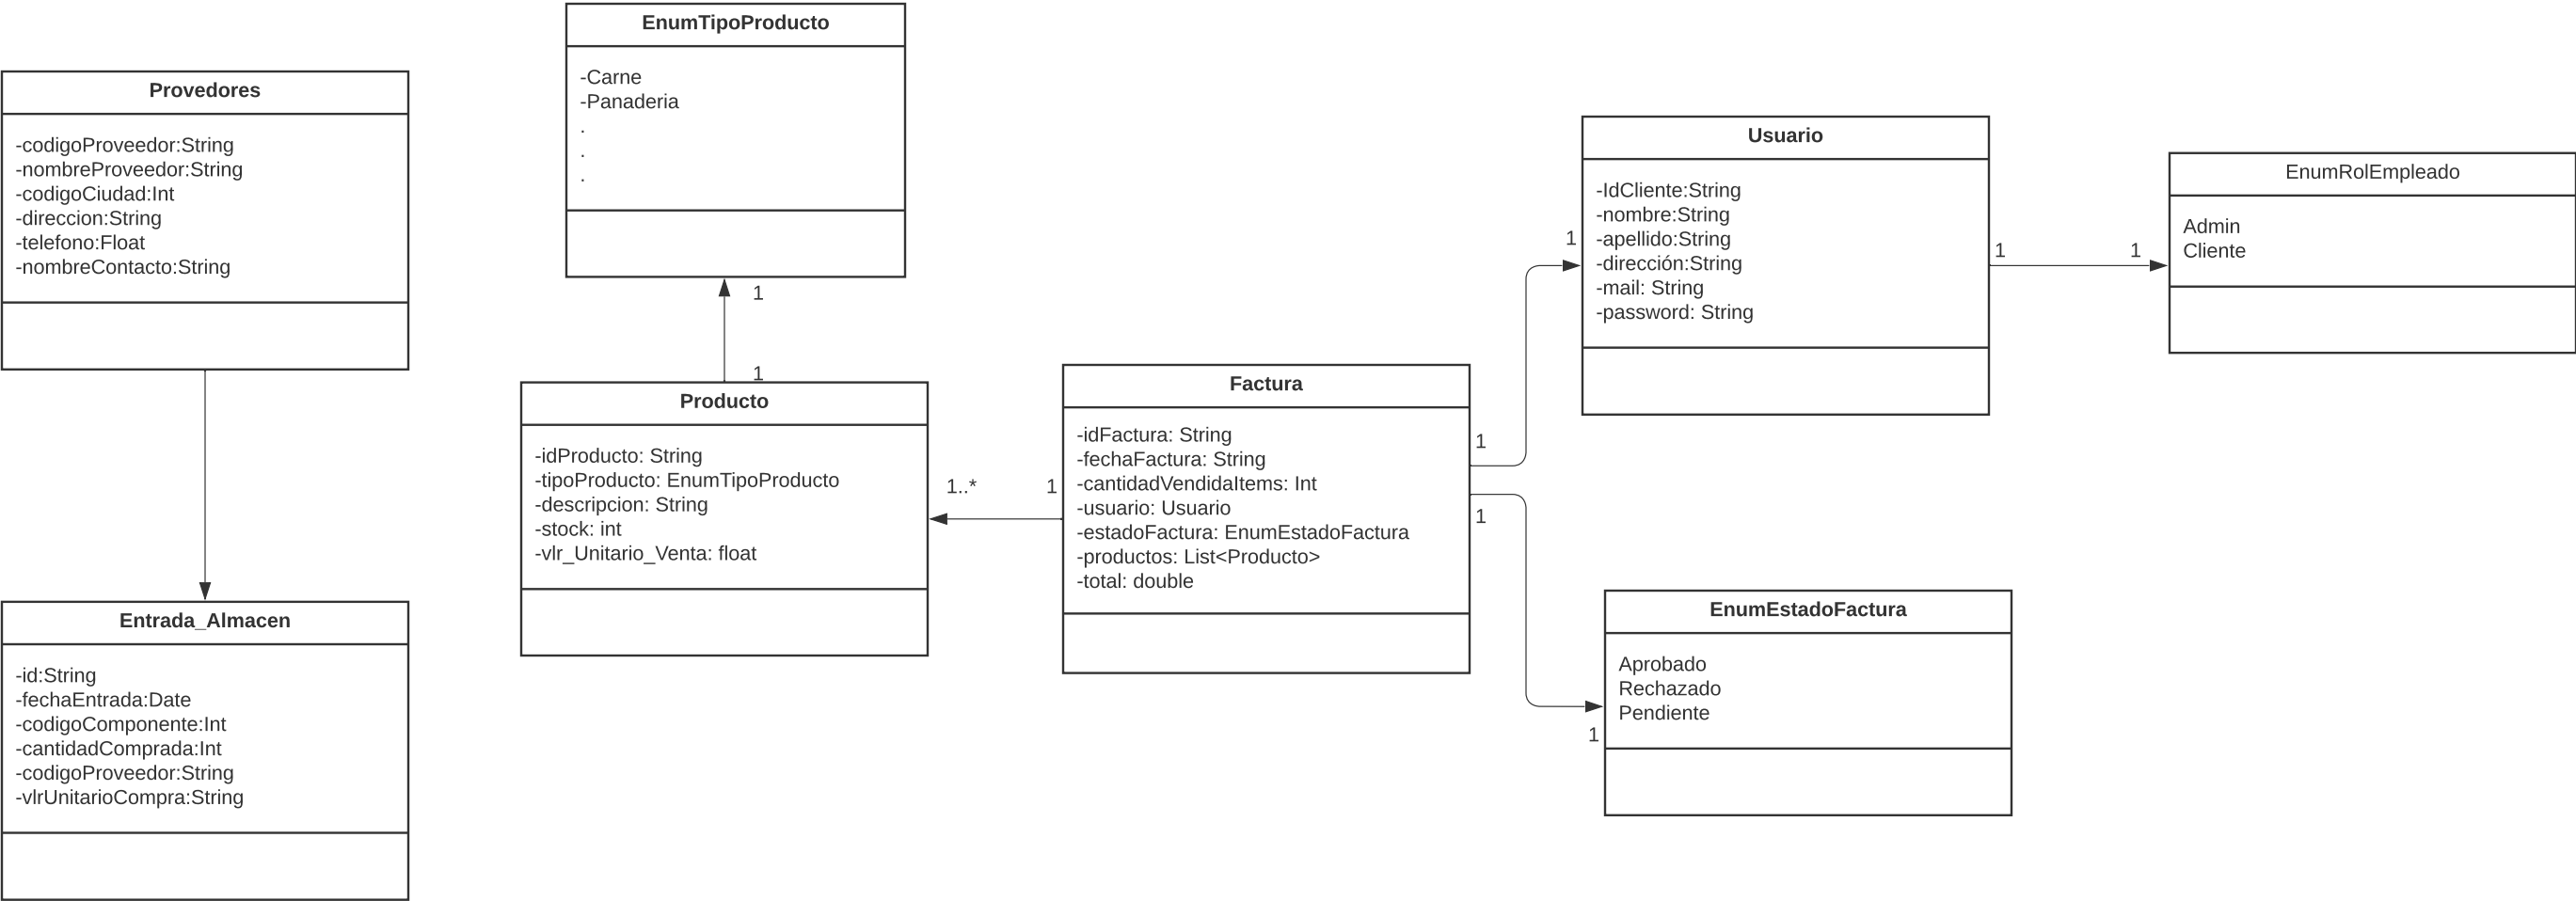 Provedores
-codigoProveedor:String
-nombreProveedor:String
-codigoCiudad:Int
-direccion:String
-telefono:Float
-nombreContacto:String
Entrada_Almacen
-id:String
-fechaEntrada:Date
-codigoComponente:Int
-cantidadComprada:Int
-codigoProveedor:String
-vlrUnitarioCompra:String
EnumTipoProducto
-Carne
-Panaderia
.
.
.
1
1
Producto
-idProducto: String
-tipoProducto: EnumTipoProducto
-descripcion: String
-stock: int
-vlr_Unitario_Venta: float
1..*
1
Factura
-idFactura: String
-fechaFactura: String
-cantidadVendidaItems: Int
-usuario: Usuario
-estadoFactura: EnumEstadoFactura
-productos: List<Producto>
-total: double
1
1
1
1
Usuario
-IdCliente:String
-nombre:String
-apellido:String
-dirección:String
-mail: String
-password: String
1
1
EnumRolEmpleado
Admin
Cliente
EnumEstadoFactura
Aprobado
Rechazado
Pendiente